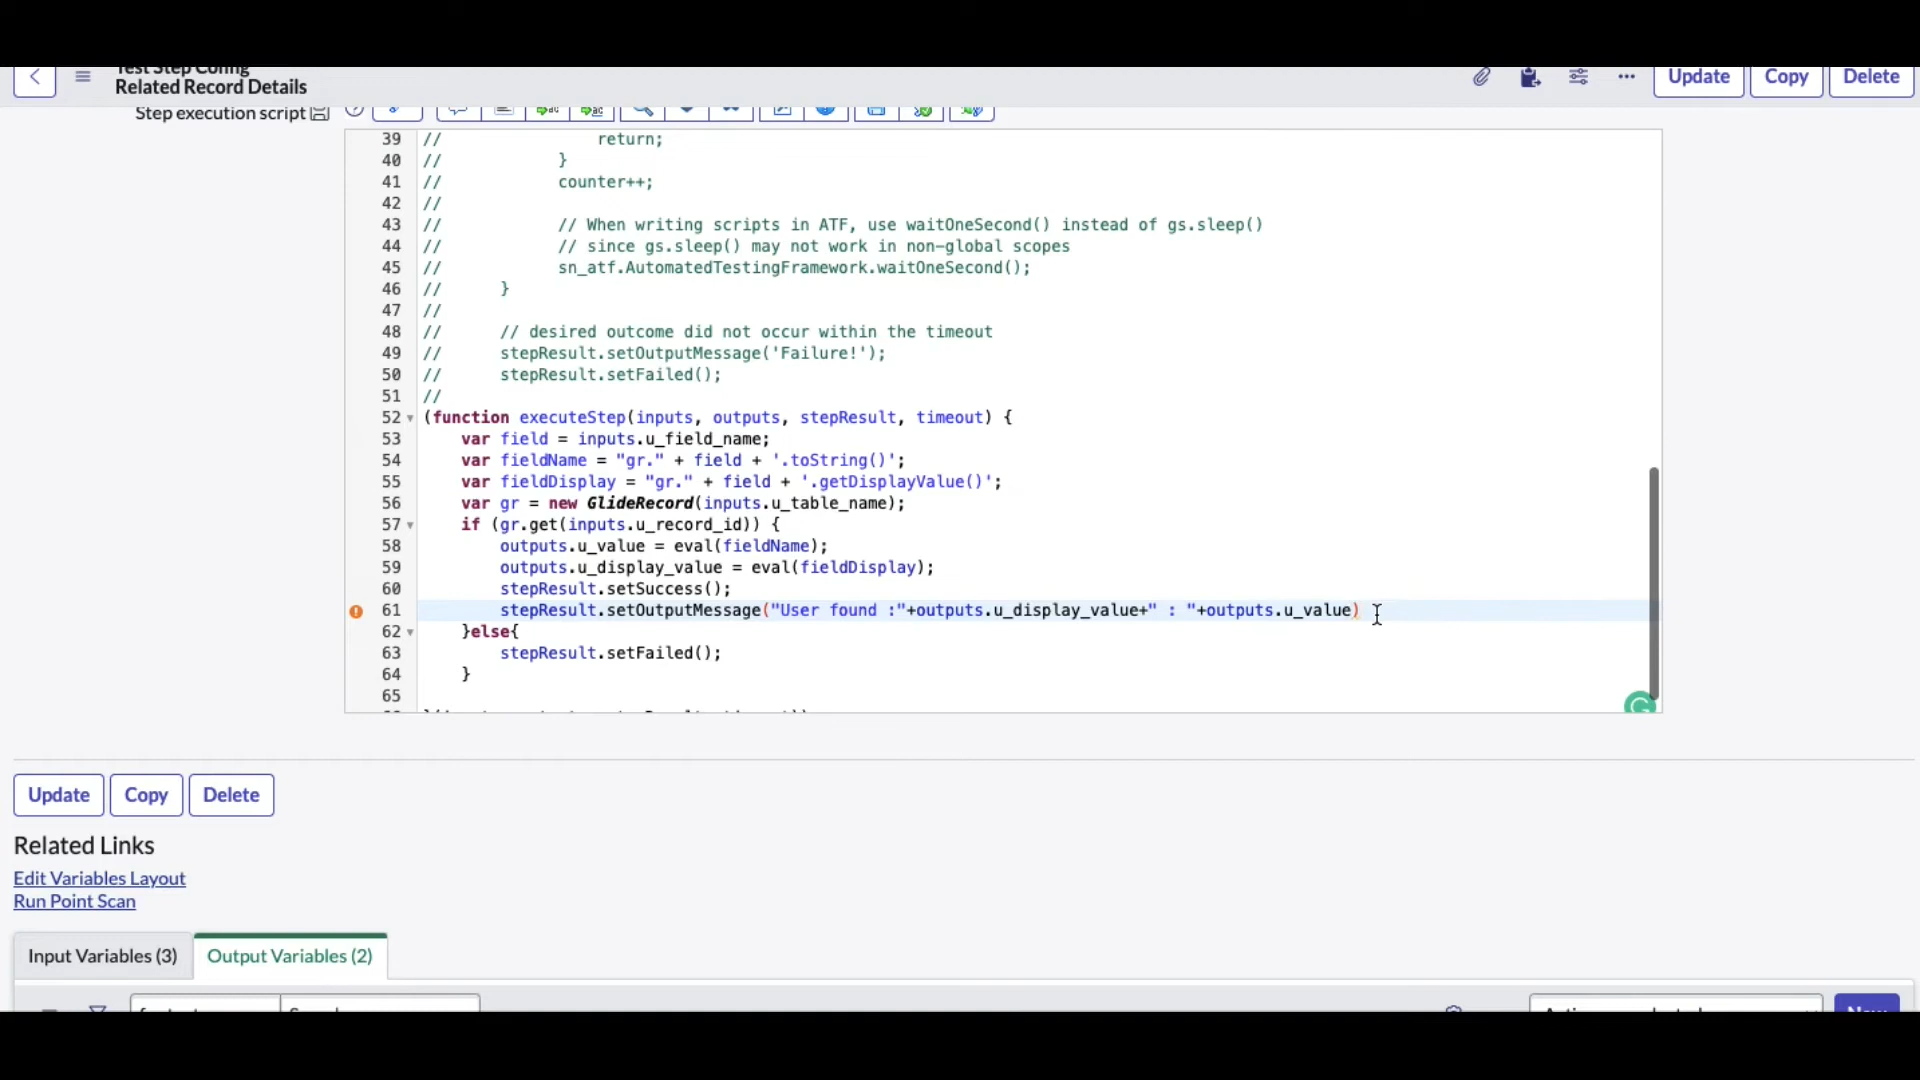 Test Step Config
Related Record Details
Update
Copy
Delete
Step execution script
39 // return;
40 // }
41 // counter++;
42 //
43 // // When writing scripts in ATF, use waitOneSecond() instead of gs.sleep()
44 // // since gs.sleep() may not work in non-global scopes
45 // sn_atf.AutomatedTestingFramework.waitOneSecond();
46 // }
47 //
48 // // desired outcome did not occur within the timeout
49 // stepResult.setOutputMessage('Failure!');
50 // stepResult.setFailed();
51 //
52 (function executeStep(inputs, outputs, stepResult, timeout) {
53 var field = inputs.u_field_name;
54 var fieldName = "gr." + field + '.toString()';
55 var fieldDisplay = "gr." + field + '.getDisplayValue()';
56 var gr = new GlideRecord(inputs.u_table_name);
57 if (gr.get(inputs.u_record_id)) {
58 outputs.u_value = eval(fieldName);
59 outputs.u_display_value = eval(fieldDisplay);
60 stepResult.setSuccess();
61 stepResult.setOutputMessage("User found :"+outputs.u_display_value+" : "+outputs.u_value)
62 }else{
63 stepResult.setFailed();
64 }
65
Update
Copy
Delete
Related Links
Edit Variables Layout
Run Point Scan
Input Variables (3)
Output Variables (2)
New